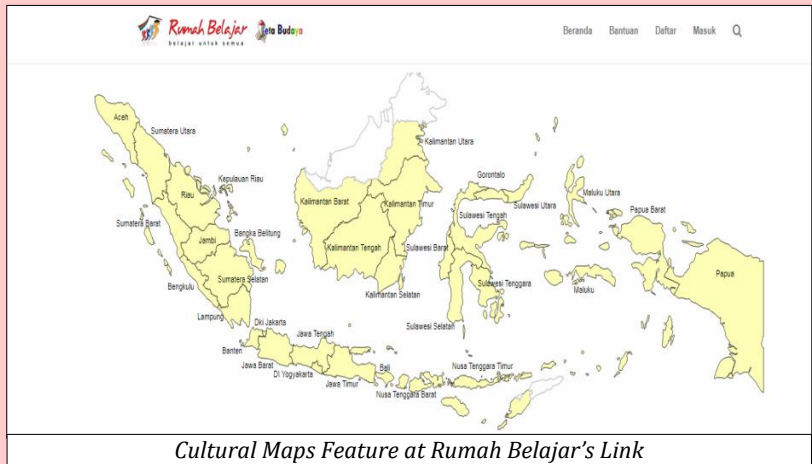 Rumah Belajar
belajar untuk semua
Peta Budaya
Beranda Bantuan Daftar Masuk
Aceh
Sumatera Utara
Riau
Kepulauan Riau
Sumatera Barat
Jambi
Bangka Belitung
Bengkulu
Sumatera Selatan
Lampung
Dki Jakarta
Banten
Jawa Barat
Jawa Tengah
DI Yogyakarta
Jawa Timur
Bali
Nusa Tenggara Barat
Nusa Tenggara Timur
Kalimantan Utara
Kalimantan Barat
Kalimantan Timur
Kalimantan Tengah
Kalimantan Selatan
Gorontalo
Sulawesi Utara
Sulawesi Tengah
Sulawesi Barat
Sulawesi Tenggara
Sulawesi Selatan
Maluku Utara
Maluku
Papua Barat
Papua
Cultural Maps Feature at Rumah Belajar's Link